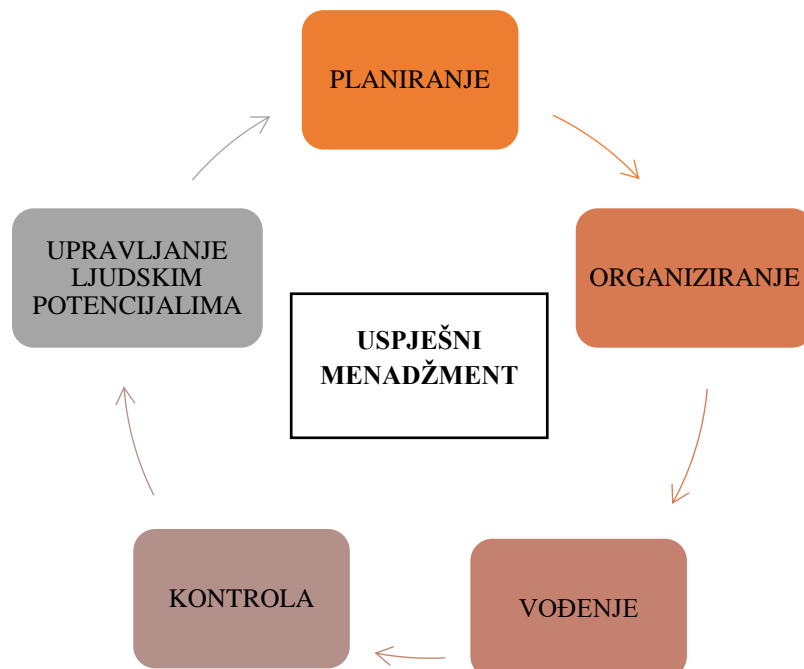 PLANIRANJE
ORGANIZIRANJE
VOĐENJE
KONTROLA
UPRAVLJANJE
LJUDSKIM
POTENCIJALIMA
USPJEŠNI
MENADŽMENT